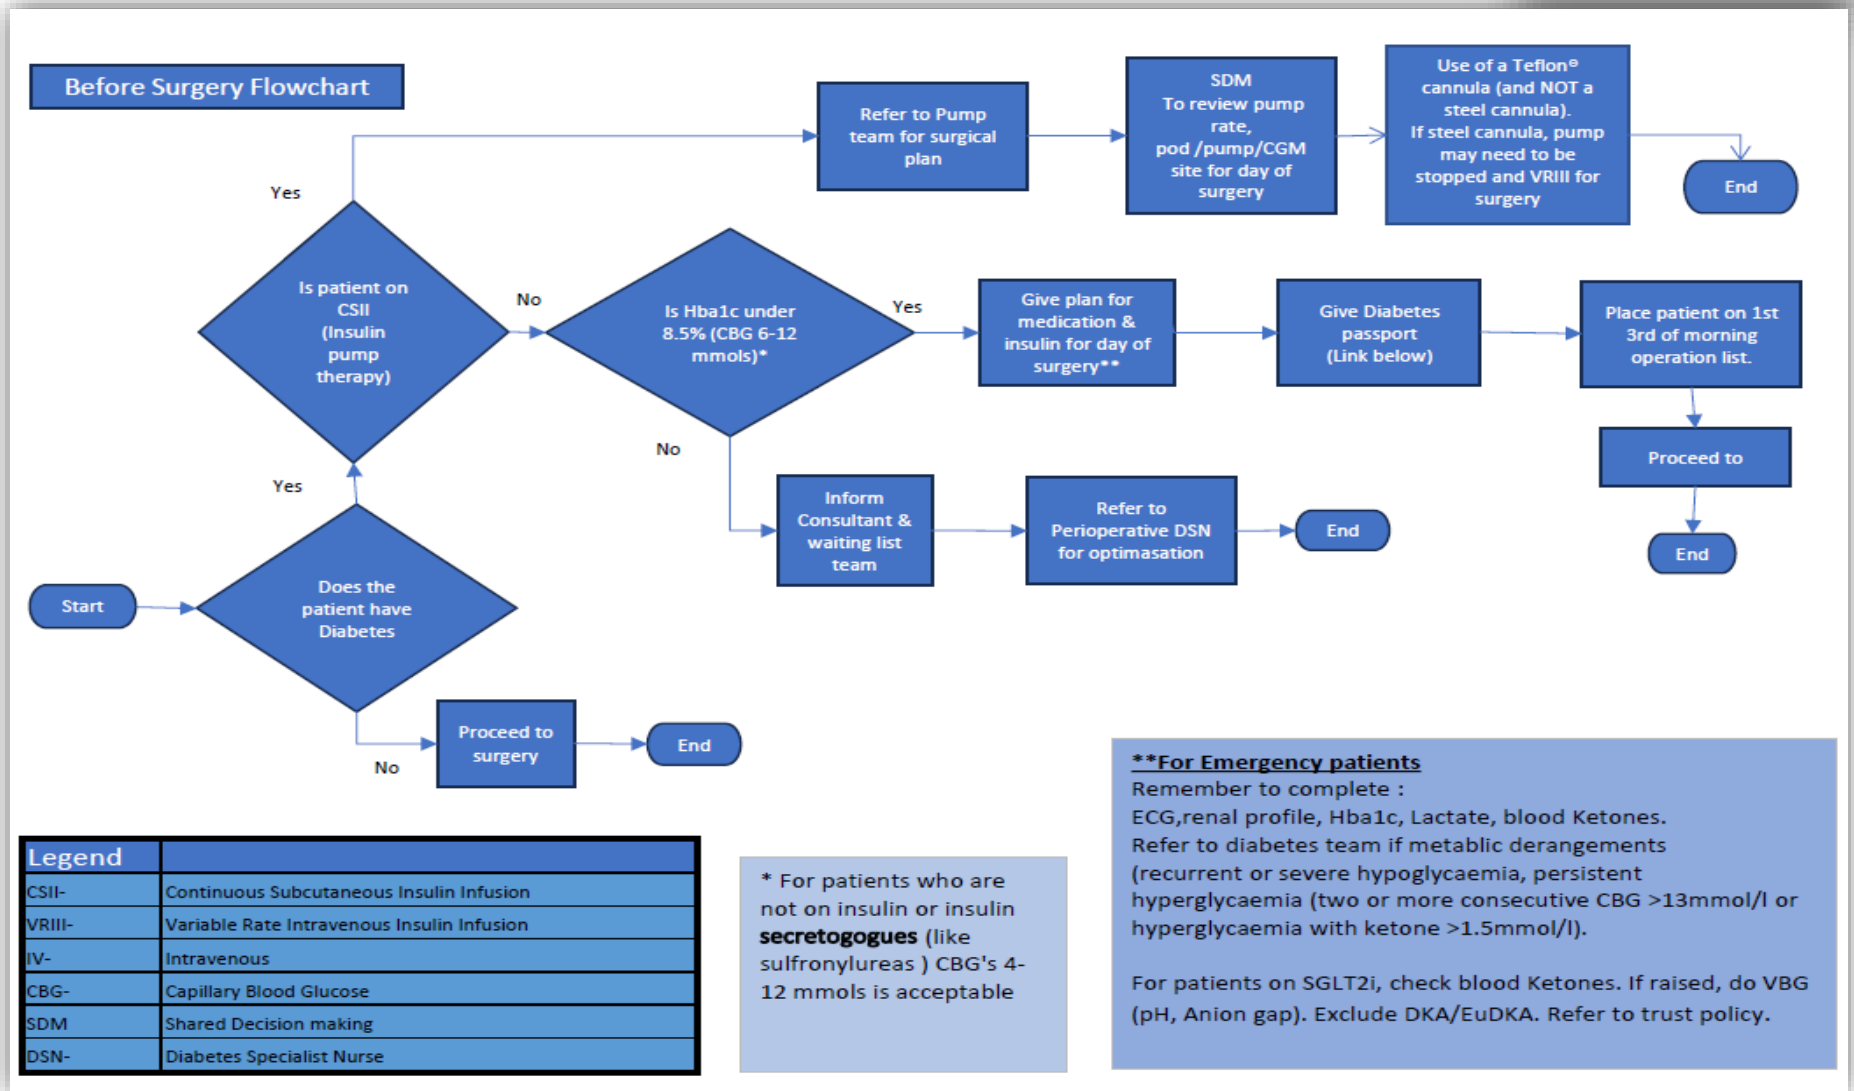 Before Surgery Flowchart
Refer to Pump
team for surgical
plan
SDM
To review pump
rate,
pod /pump/CGM
site for day of
surgery
Use of a Teflon®
cannula (and NOT a
steel cannula).
If steel cannula, pump
may need to be
stopped and VRIII for
surgery
End
Yes
Is patient on
CSII
(Insulin
pump
therapy)
No
Is Hba1c under
8.5% (CBG 6-12
mmols)*
Yes
Give plan for
medication &
insulin for day of
surgery**
Give Diabetes
passport
(Link below)
Place patient on 1st
3rd of morning
operation list.
Proceed to
End
No
Inform
Consultant &
waiting list
team
Refer to
Perioperative DSN
for optimasation
End
Yes
Start
Does the
patient have
Diabetes
No
Proceed to
surgery
End
Legend
CSII- Continuous Subcutaneous Insulin Infusion
VRIII- Variable Rate Intravenous Insulin Infusion
IV- Intravenous
CBG- Capillary Blood Glucose
SDM Shared Decision making
DSN- Diabetes Specialist Nurse
* For patients who are
not on insulin or insulin
secretogogues (like
sulfronylureas ) CBG's 4-
12 mmols is acceptable
**For Emergency patients
Remember to complete :
ECG,renal profile, Hba1c, Lactate, blood Ketones.
Refer to diabetes team if metablic derangements
(recurrent or severe hypoglycaemia, persistent
hyperglycaemia (two or more consecutive CBG >13mmol/l or
hyperglycaemia with ketone >1.5mmol/l).
For patients on SGLT2i, check blood Ketones. If raised, do VBG
(pH, Anion gap). Exclude DKA/EuDKA. Refer to trust policy.